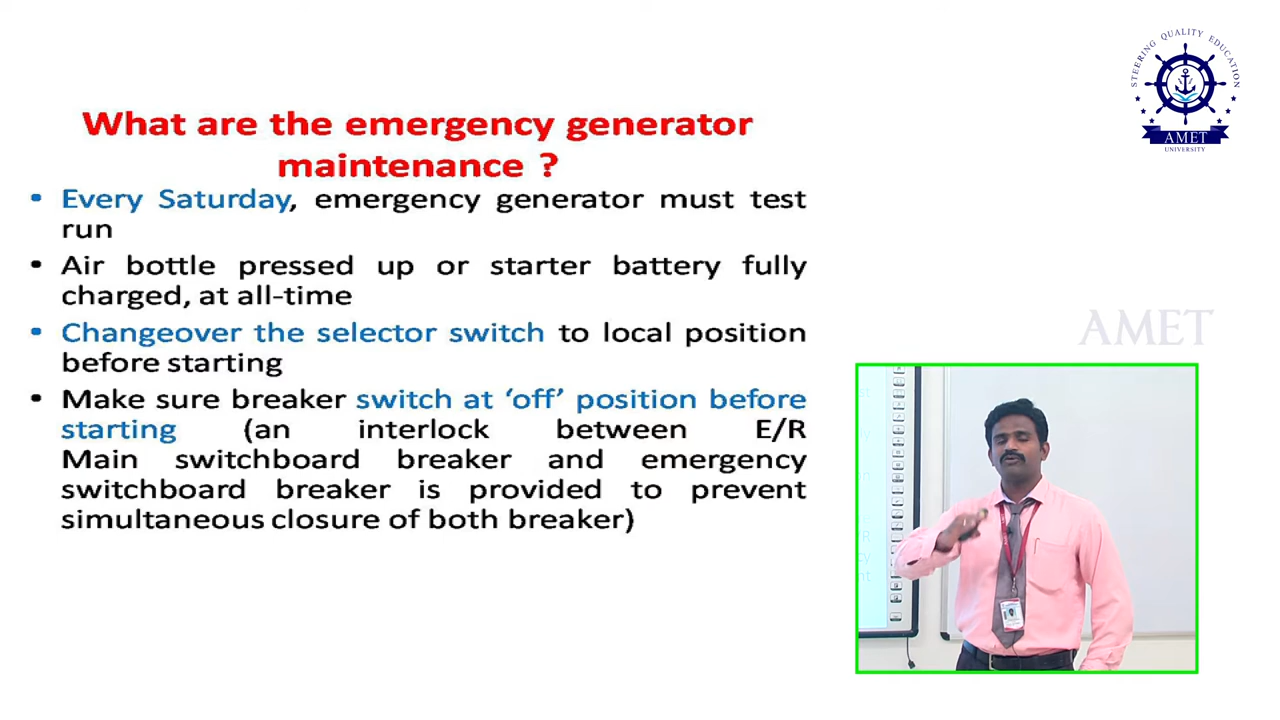 STEERING QUALITY EDUCATION
AMET
UNIVERSITY
What are the emergency generator
maintenance ?
• Every Saturday, emergency generator must test
run
• Air bottle pressed up or starter battery fully
charged, at all-time
• Changeover the selector switch to local position
before starting
• Make sure breaker switch at ‘off’ position before
starting (an interlock between E/R
Main switchboard breaker and emergency
switchboard breaker is provided to prevent
simultaneous closure of both breaker)
AMET